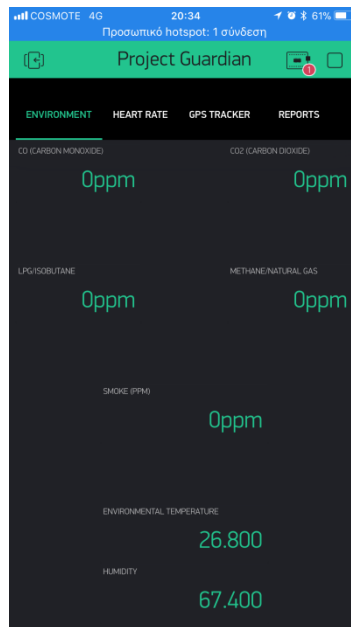 COSMOTE 4G 20:34 61%
Προσωπικό hotspot: 1 σύνδεση
Project Guardian 1
ENVIRONMENT HEART RATE GPS TRACKER REPORTS
CO (CARBON MONOXIDE) CO2 (CARBON DIOXIDE)
0ppm 0ppm
LPG/ISOBUTANE METHANE/NATURAL GAS
0ppm 0ppm
SMOKE (PPM)
0ppm
ENVIRONMENTAL TEMPERATURE
26.800
HUMIDITY
67.400